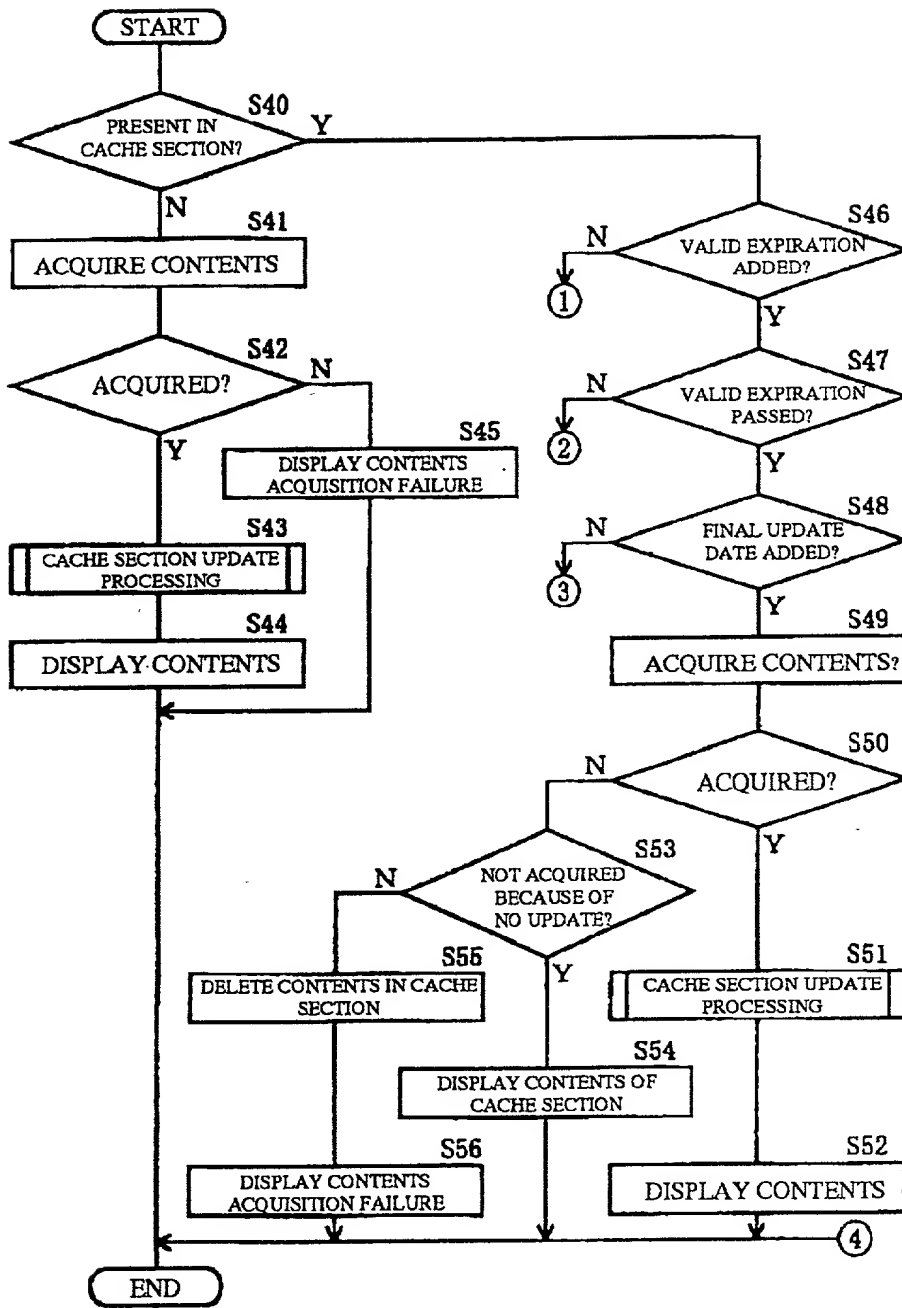 START
S40
PRESENT IN
CACHE SECTION?
Y
N
S41
ACQUIRE CONTENTS
S42
ACQUIRED?
N
Y
S45
DISPLAY CONTENTS
ACQUISITION FAILURE
S43
CACHE SECTION UPDATE
PROCESSING
S44
DISPLAY CONTENTS
S46
VALID EXPIRATION
ADDED?
N
1
Y
S47
VALID EXPIRATION
PASSED?
N
2
Y
S48
FINAL UPDATE
DATE ADDED?
N
3
Y
S49
ACQUIRE CONTENTS?
S50
ACQUIRED?
N
Y
S53
NOT ACQUIRED
BECAUSE OF
NO UPDATE?
N
Y
S55
DELETE CONTENTS IN CACHE
SECTION
S51
CACHE SECTION UPDATE
PROCESSING
S54
DISPLAY CONTENTS OF
CACHE SECTION
S56
DISPLAY CONTENTS
ACQUISITION FAILURE
S52
DISPLAY CONTENTS
4
END